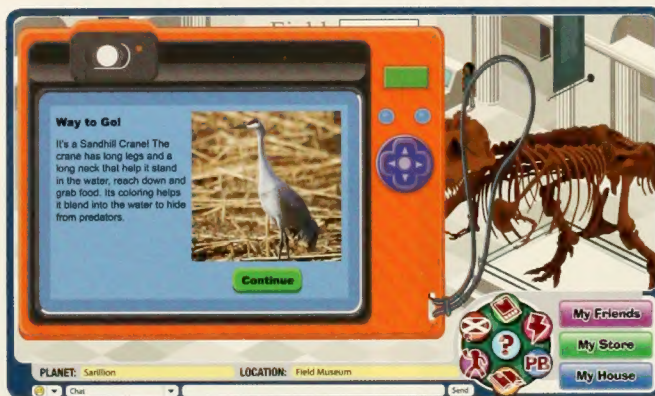 Field
Way to Go!
It's a Sandhill Crane! The
crane has long legs and a
long neck that help it stand
in the water, reach down and
grab food. Its coloring helps
it blend into the water to hide
from predators.
Continue
?
PB
My Friends
My Store
My House
PLANET: Sarillion
LOCATION: Field Museum
Chat
Send